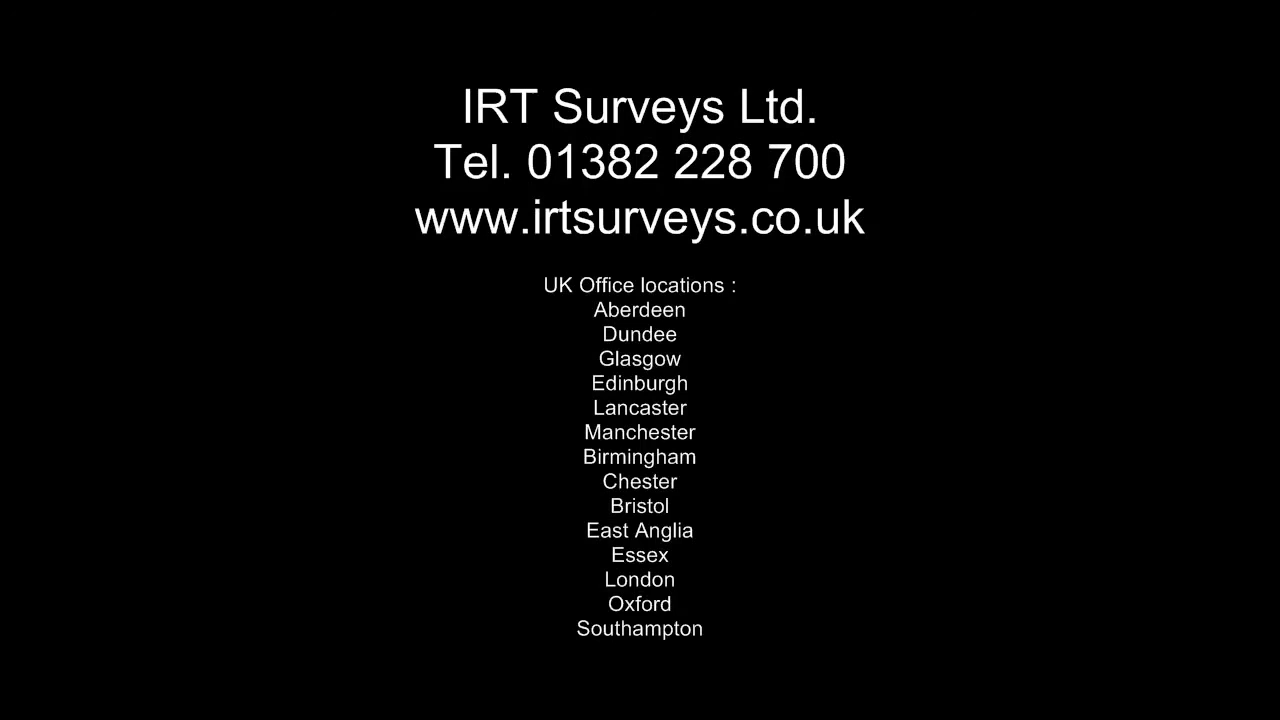 IRT Surveys Ltd.
Tel. 01382 228 700
www.irtsurveys.co.uk
UK Office locations :
Aberdeen
Dundee
Glasgow
Edinburgh
Lancaster
Manchester
Birmingham
Chester
Bristol
East Anglia
Essex
London
Oxford
Southampton